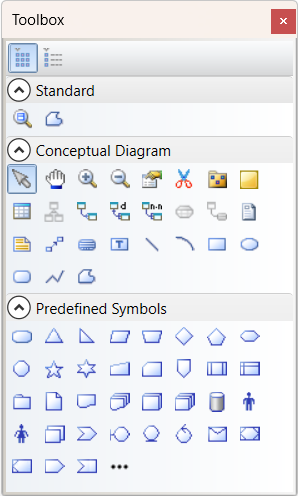 Toolbox
Standard
Conceptual Diagram
d
n-n
T
Predefined Symbols